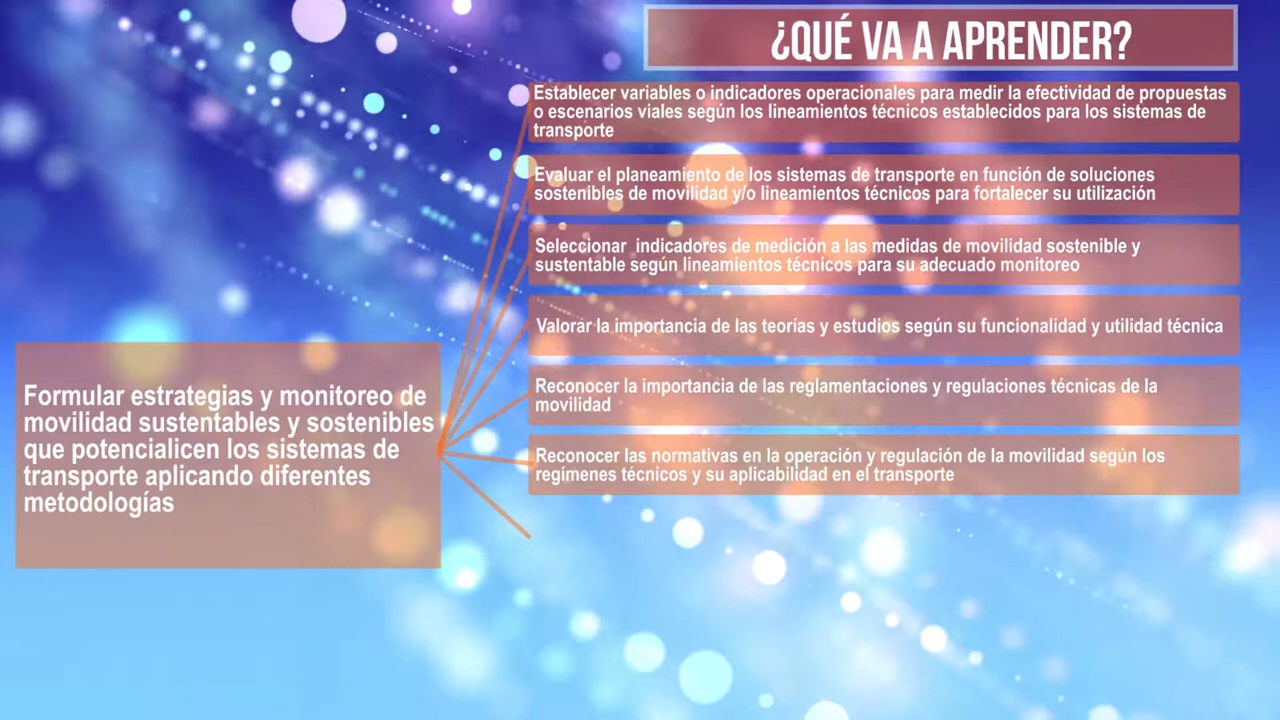 ¿QUÉ VA A APRENDER?
Establecer variables o indicadores operacionales para medir la efectividad de propuestas
o escenarios viales según los lineamientos técnicos establecidos para los sistemas de
transporte
Evaluar el planeamiento de los sistemas de transporte en función de soluciones
sostenibles de movilidad y/o lineamientos técnicos para fortalecer su utilización
Seleccionar indicadores de medición a las medidas de movilidad sostenible y
sustentable según lineamientos técnicos para su adecuado monitoreo
Valorar la importancia de las teorías y estudios según su funcionalidad y utilidad técnica
Reconocer la importancia de las reglamentaciones y regulaciones técnicas de la
movilidad
Reconocer las normativas en la operación y regulación de la movilidad según los
regímenes técnicos y su aplicabilidad en el transporte
Formular estrategias y monitoreo de
movilidad sustentables y sostenibles
que potencialicen los sistemas de
transporte aplicando diferentes
metodologías